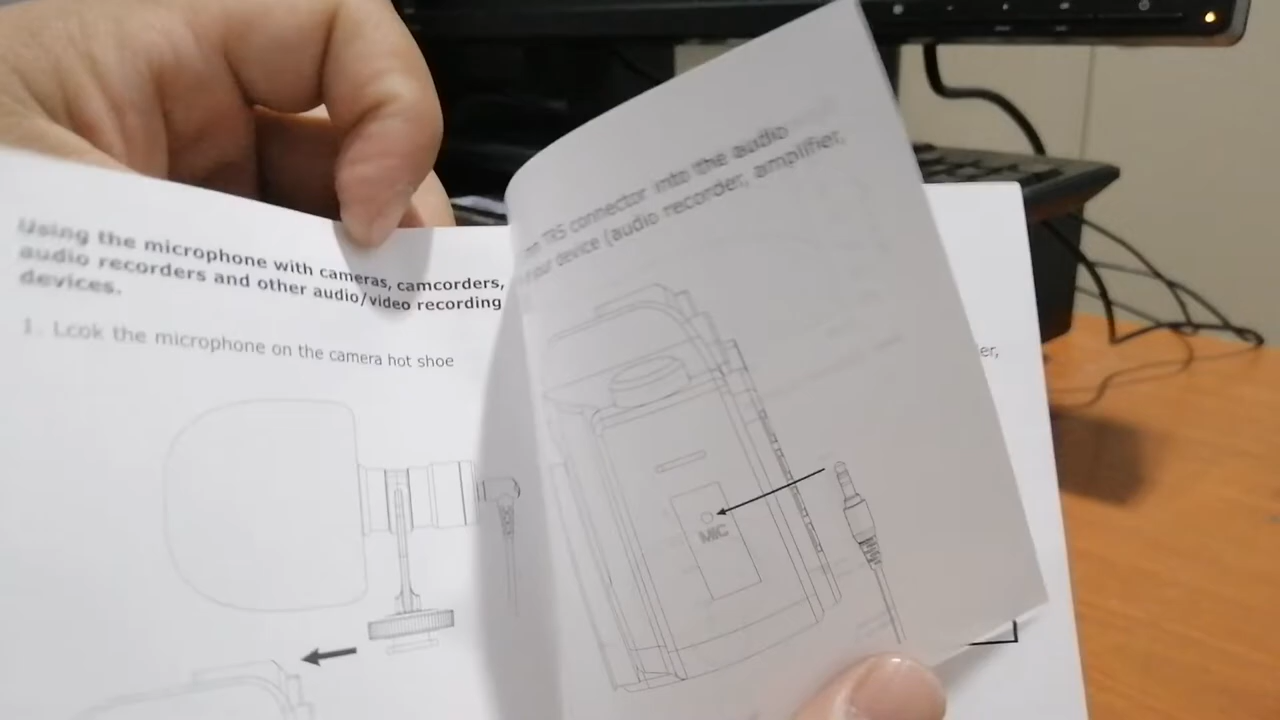 Using the microphone with cameras, camcorders,
audio recorders and other audio/video recording
devices.
1. Lcok the microphone on the camera hot shoe
TRS connector into the audio
device (audio recorder, amplifier,
MIC
er,